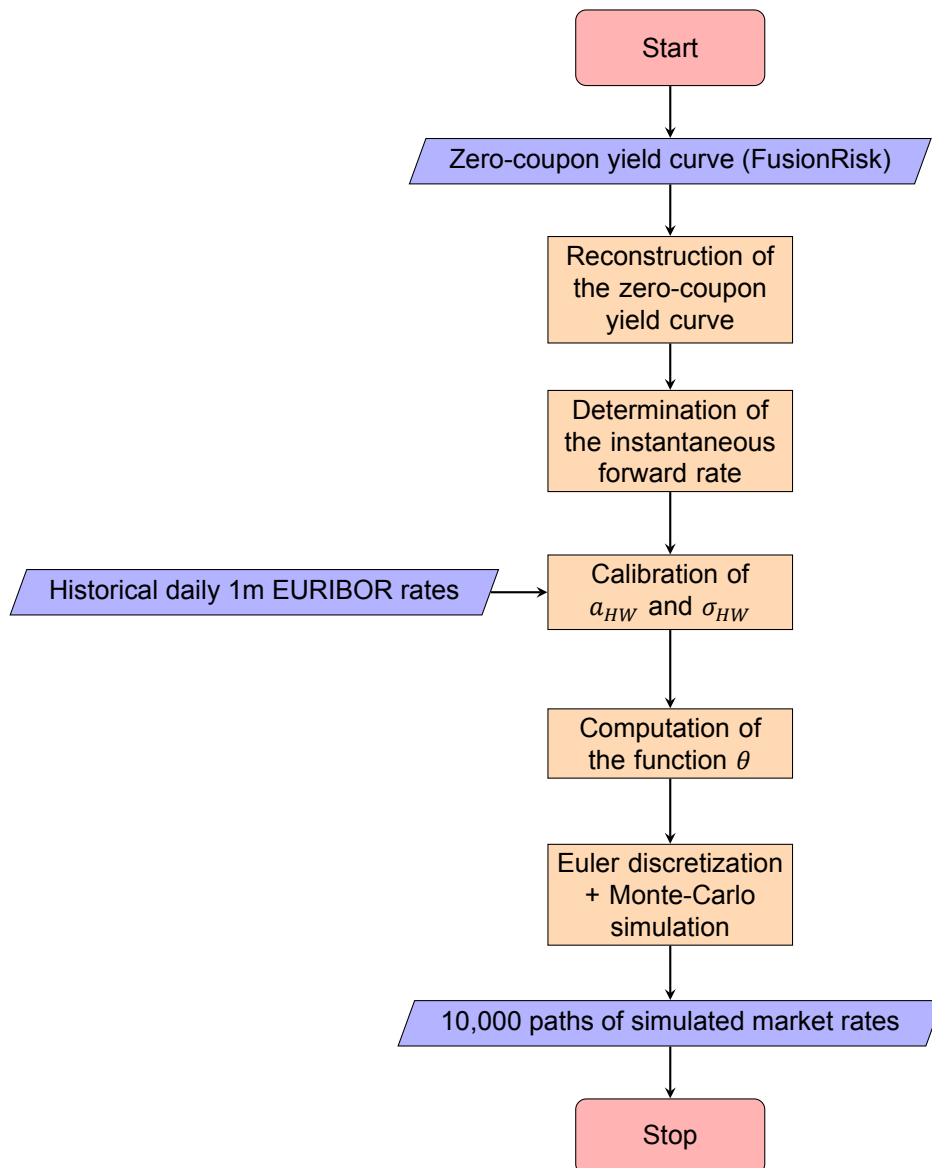 Start
Zero-coupon yield curve (FusionRisk)
Reconstruction of
the zero-coupon
yield curve
Determination of
the instantaneous
forward rate
Historical daily 1m EURIBOR rates
Calibration of
𝑎𝐻𝑊 and 𝜎𝐻𝑊
Computation of
the function 𝜃
Euler discretization
+ Monte-Carlo
simulation
10,000 paths of simulated market rates
Stop